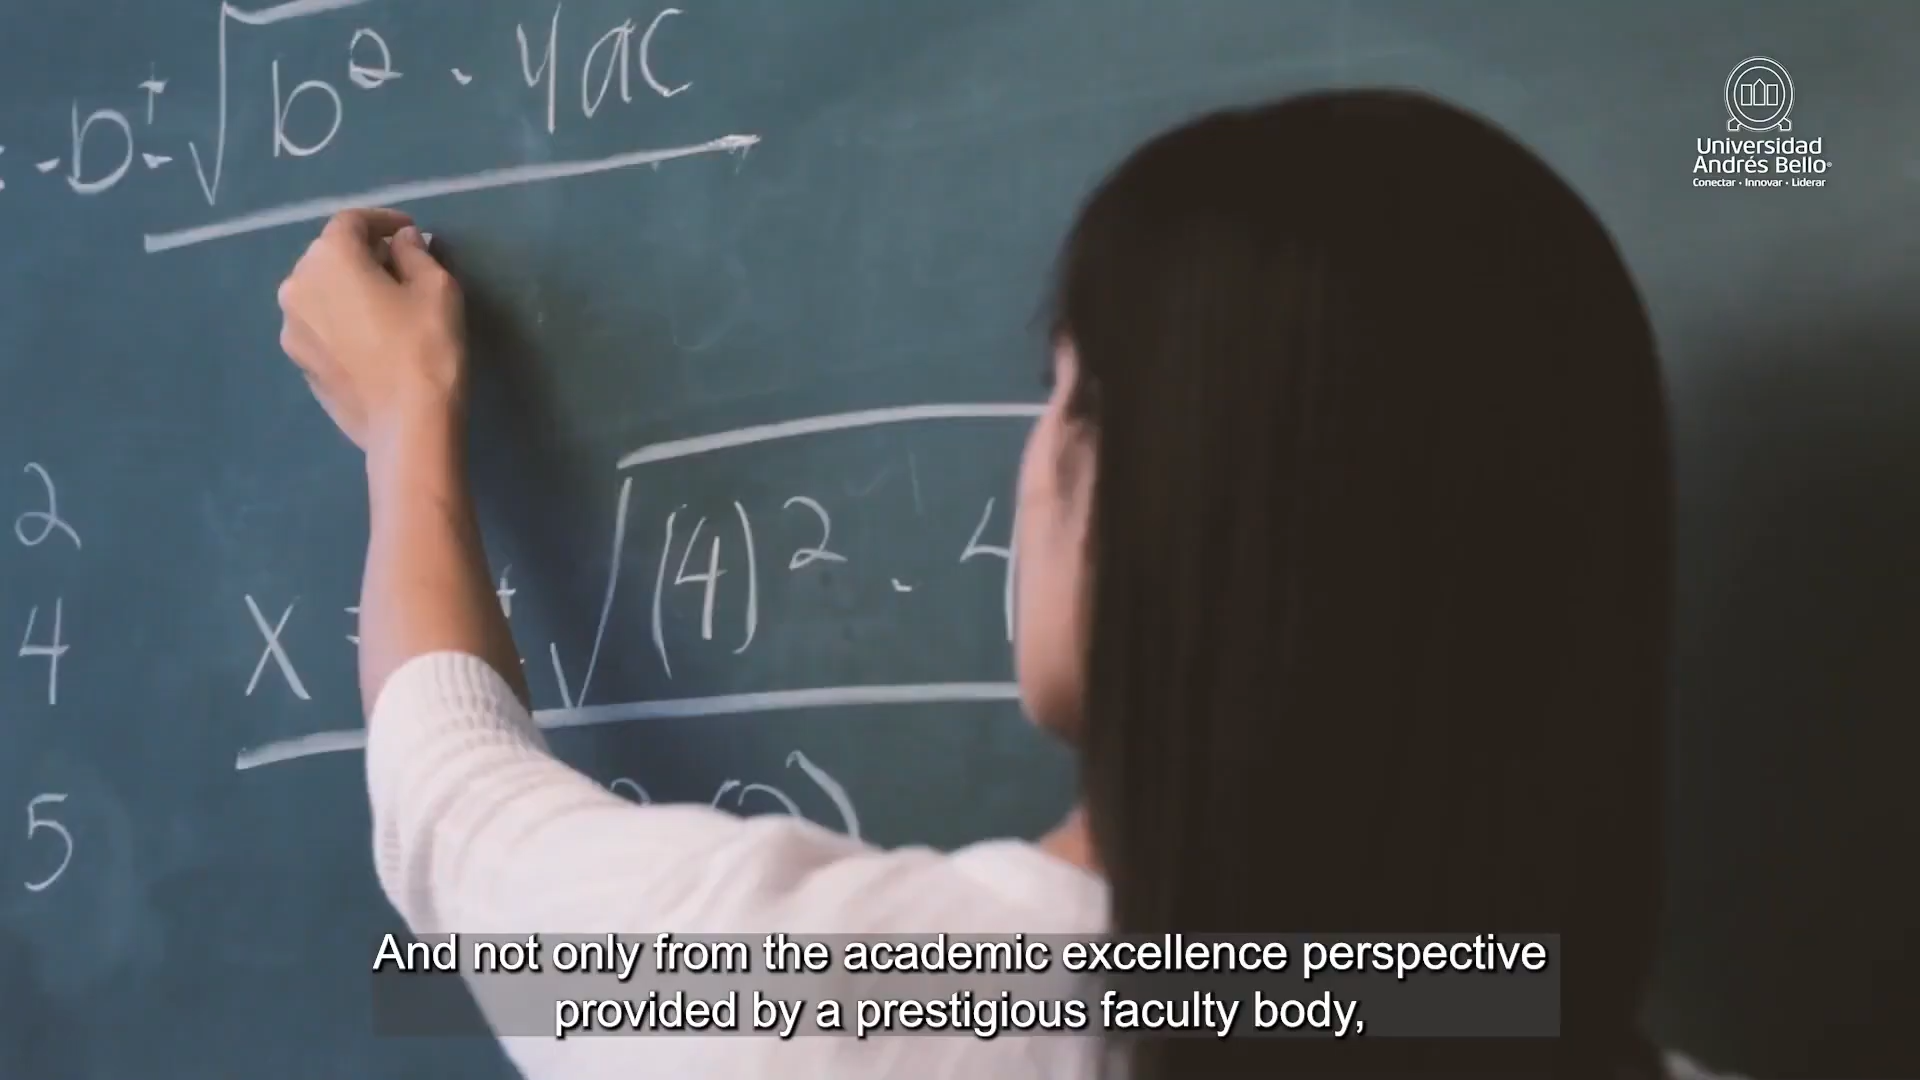 -b ± √b² - 4ac
Universidad
Andrés Bello®
Conectar • Innovar • Liderar
2
x = ± √(4)² - 4(
4
5
And not only from the academic excellence perspective
provided by a prestigious faculty body,